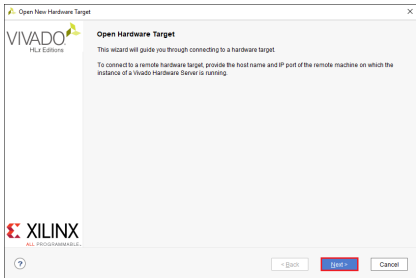 Open New Hardware Target
VIVADO
HLx Editions
Open Hardware Target
This wizard will guide you through connecting to a hardware target.
To connect to a remote hardware target, provide the host name and IP port of the remote machine on which the
instance of a Vivado Hardware Server is running.
XILINX
ALL PROGRAMMABLE.
?
< Back
Next >
Cancel